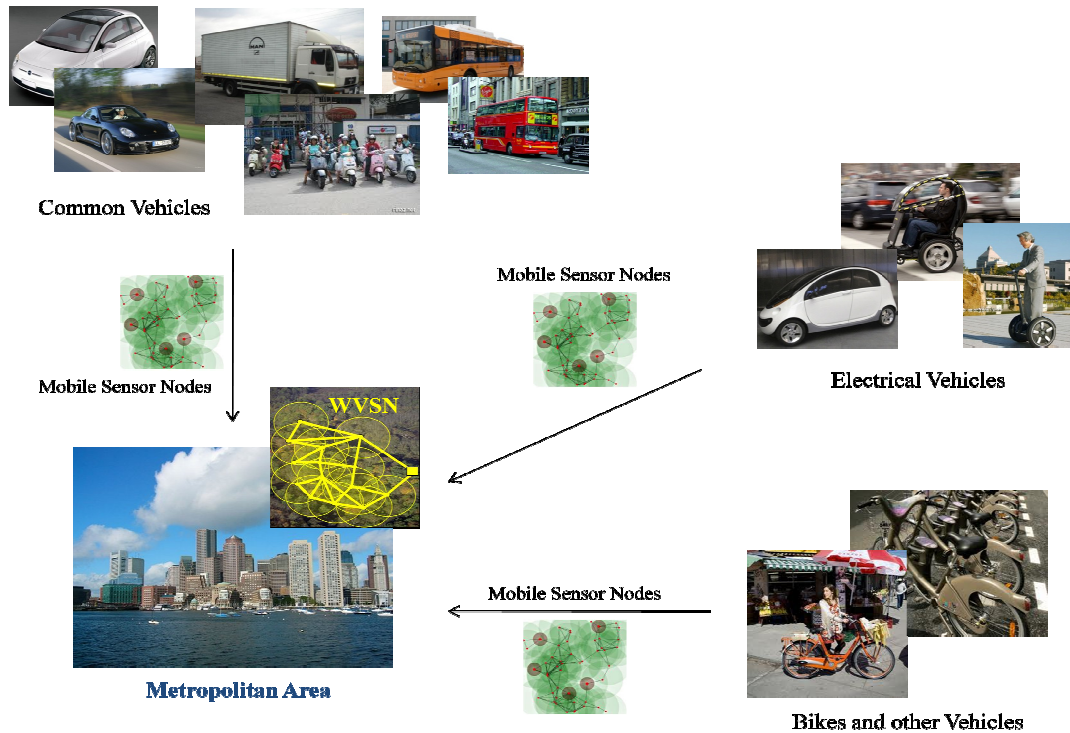 MAN
Common Vehicles
Mobile Sensor Nodes
Mobile Sensor Nodes
WVSN
Electrical Vehicles
Mobile Sensor Nodes
Metropolitan Area
Bikes and other Vehicles